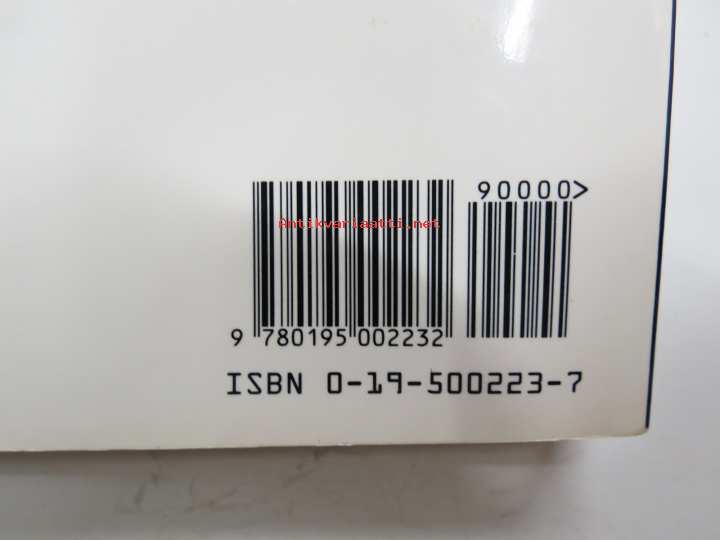 90000>
Antikvariaatti.net
9 780195 002232
ISBN 0-19-500223-7